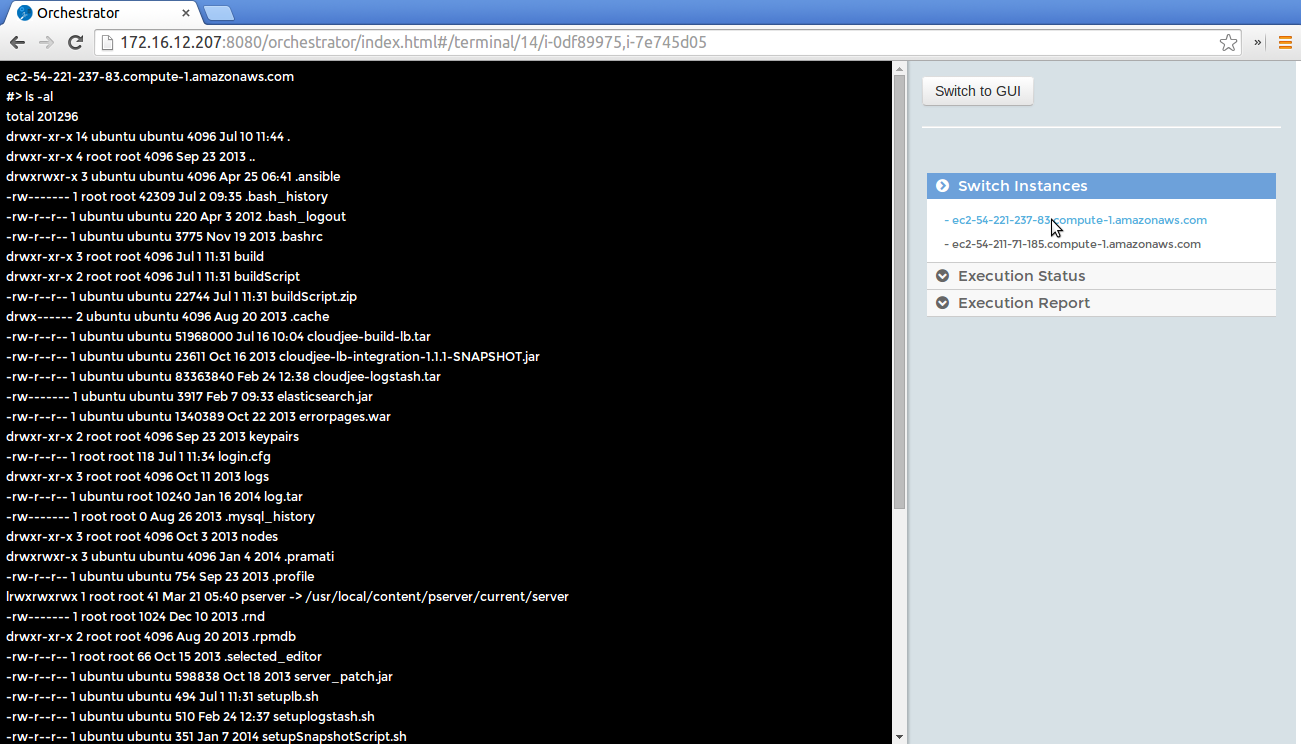 Orchestrator
172.16.12.207:8080/orchestrator/index.html#/terminal/14/i-0df89975,i-7e745d05
ec2-54-221-237-83.compute-1.amazonaws.com
#> ls -al
total 201296
drwxr-xr-x 14 ubuntu ubuntu 4096 Jul 10 11:44 .
drwxr-xr-x 4 root root 4096 Sep 23 2013 ..
drwxrwxr-x 3 ubuntu ubuntu 4096 Apr 25 06:41 .ansible
-rw------- 1 root root 42309 Jul 2 09:35 .bash_history
-rw-r--r-- 1 ubuntu ubuntu 220 Apr 3 2012 .bash_logout
-rw-r--r-- 1 ubuntu ubuntu 3775 Nov 19 2013 .bashrc
drwxr-xr-x 3 root root 4096 Jul 1 11:31 build
drwxr-xr-x 2 root root 4096 Jul 1 11:31 buildScript
-rw-r--r-- 1 ubuntu ubuntu 22744 Jul 1 11:31 buildScript.zip
drwx------ 2 ubuntu ubuntu 4096 Aug 20 2013 .cache
-rw-r--r-- 1 ubuntu ubuntu 51968000 Jul 16 10:04 cloudjee-build-lb.tar
-rw-r--r-- 1 ubuntu ubuntu 23611 Oct 16 2013 cloudjee-lb-integration-1.1.1-SNAPSHOT.jar
-rw-r--r-- 1 ubuntu ubuntu 83363840 Feb 24 12:38 cloudjee-logstash.tar
-rw------- 1 ubuntu ubuntu 3917 Feb 7 09:33 elasticsearch.jar
-rw-r--r-- 1 ubuntu ubuntu 1340389 Oct 22 2013 errorpages.war
drwxr-xr-x 2 root root 4096 Sep 23 2013 keypairs
-rw-r--r-- 1 root root 118 Jul 1 11:34 login.cfg
drwxr-xr-x 3 root root 4096 Oct 11 2013 logs
-rw-r--r-- 1 ubuntu root 10240 Jan 16 2014 log.tar
-rw------- 1 root root 0 Aug 26 2013 .mysql_history
drwxr-xr-x 3 root root 4096 Oct 3 2013 nodes
drwxrwxr-x 3 ubuntu ubuntu 4096 Jan 4 2014 .pramati
-rw-r--r-- 1 ubuntu ubuntu 754 Sep 23 2013 .profile
lrwxrwxrwx 1 root root 41 Mar 21 05:40 pserver -> /usr/local/content/pserver/current/server
-rw------- 1 root root 1024 Dec 10 2013 .rnd
drwxr-xr-x 2 root root 4096 Aug 20 2013 .rpmdb
-rw-r--r-- 1 root root 66 Oct 15 2013 .selected_editor
-rw-r--r-- 1 ubuntu ubuntu 598838 Oct 18 2013 server_patch.jar
-rw-r--r-- 1 ubuntu ubuntu 494 Jul 1 11:31 setuplb.sh
-rw-r--r-- 1 ubuntu ubuntu 510 Feb 24 12:37 setuplogstash.sh
-rw-r--r-- 1 ubuntu ubuntu 351 Jan 7 2014 setupSnapshotScript.sh
Switch to GUI
Switch Instances
- ec2-54-221-237-83.compute-1.amazonaws.com
- ec2-54-211-71-185.compute-1.amazonaws.com
Execution Status
Execution Report